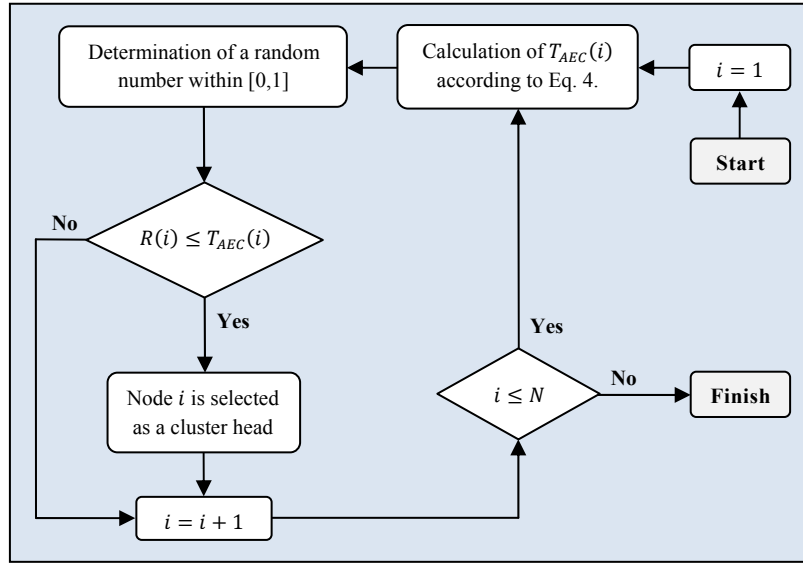 Start
i = 1
Calculation of T_AEC(i)
according to Eq. 4.
Determination of a random
number within [0,1]
R(i) ≤ T_AEC(i)
No
Yes
Node i is selected
as a cluster head
i = i + 1
i ≤ N
Yes
No
Finish